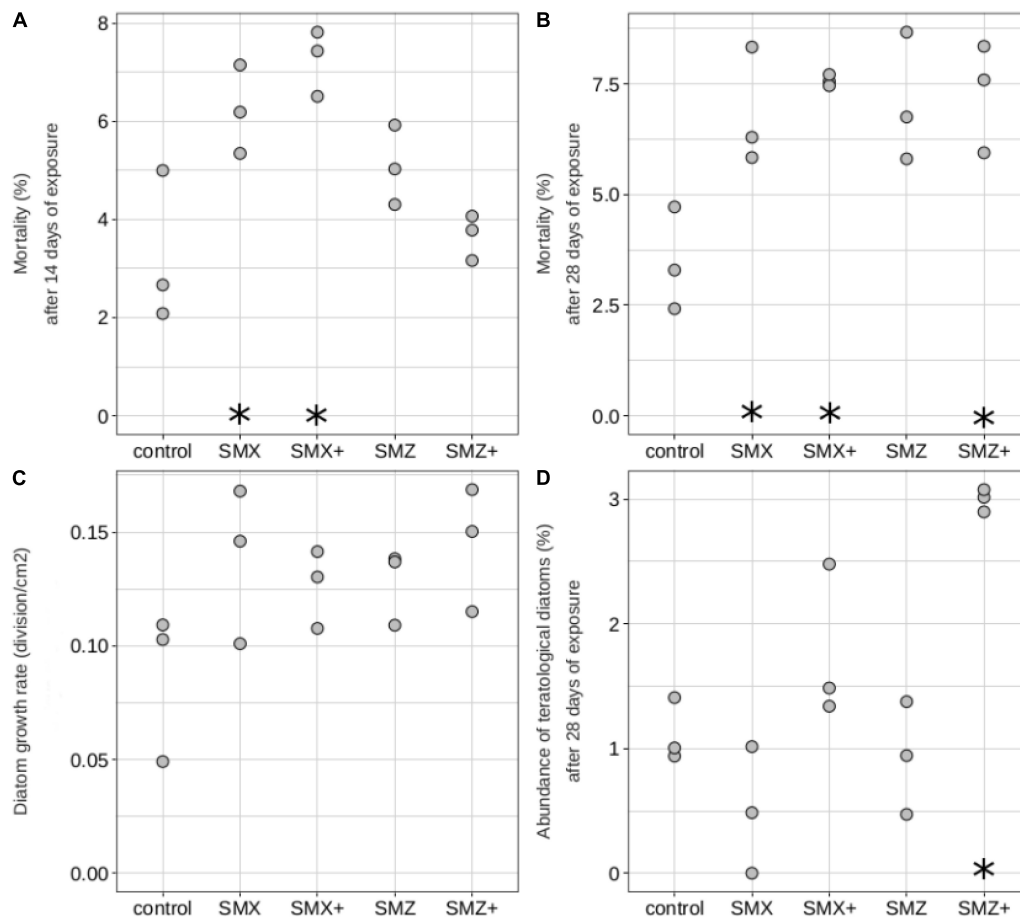 A
Mortality (%)
after 14 days of exposure
8
6
4
2
0
* *
control SMX SMX+ SMZ SMZ+
B
Mortality (%)
after 28 days of exposure
7.5
5.0
2.5
0.0
* * *
control SMX SMX+ SMZ SMZ+
C
Diatom growth rate (division/cm2)
0.15
0.10
0.05
0.00
control SMX SMX+ SMZ SMZ+
D
Abundance of teratological diatoms (%)
after 28 days of exposure
3
2
1
0
*
control SMX SMX+ SMZ SMZ+